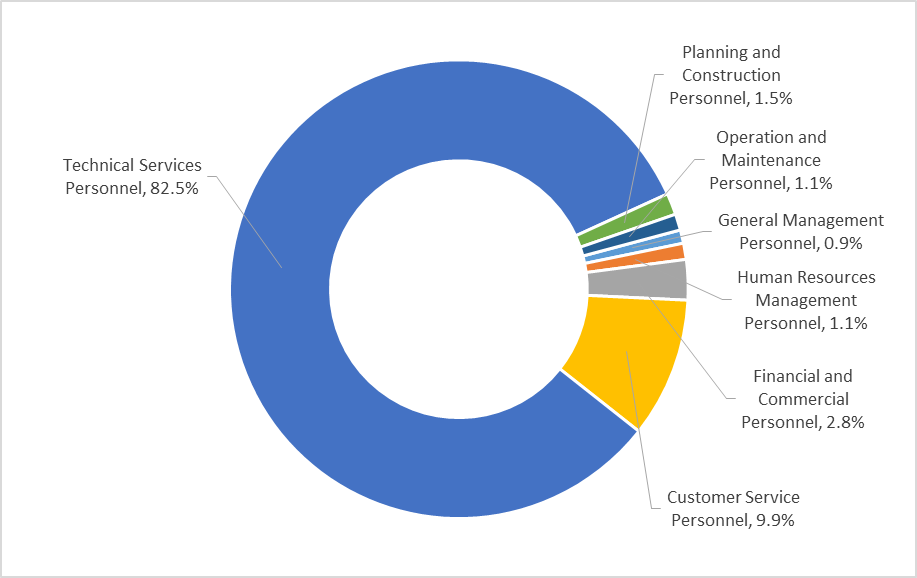 Planning and
Construction
Personnel, 1.5%
Operation and
Maintenance
Personnel, 1.1%
Technical Services
Personnel, 82.5%
General Management
Personnel, 0.9%
Human Resources
Management
Personnel, 1.1%
Financial and
Commercial
Personnel, 2.8%
Customer Service
Personnel, 9.9%